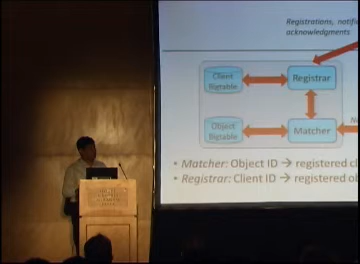 Registrations, notifi
acknowledgments
Client
Bigtable
Registrar
Object
Bigtable
Matcher
• Matcher: Object ID → registered cl
• Registrar: Client ID → registered ob